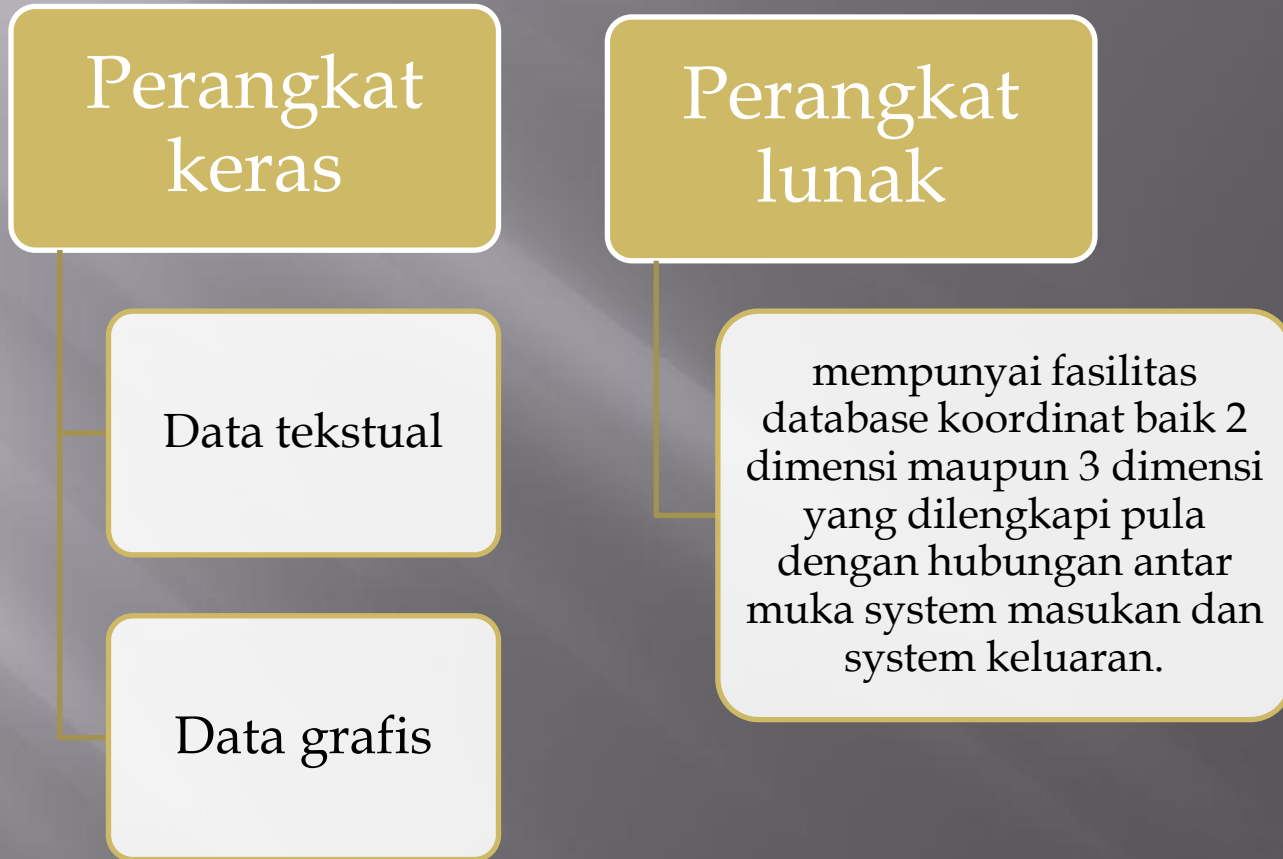 Perangkat
keras
Data tekstual
Data grafis
Perangkat
lunak
mempunyai fasilitas
database koordinat baik 2
dimensi maupun 3 dimensi
yang dilengkapi pula
dengan hubungan antar
muka system masukan dan
system keluaran.